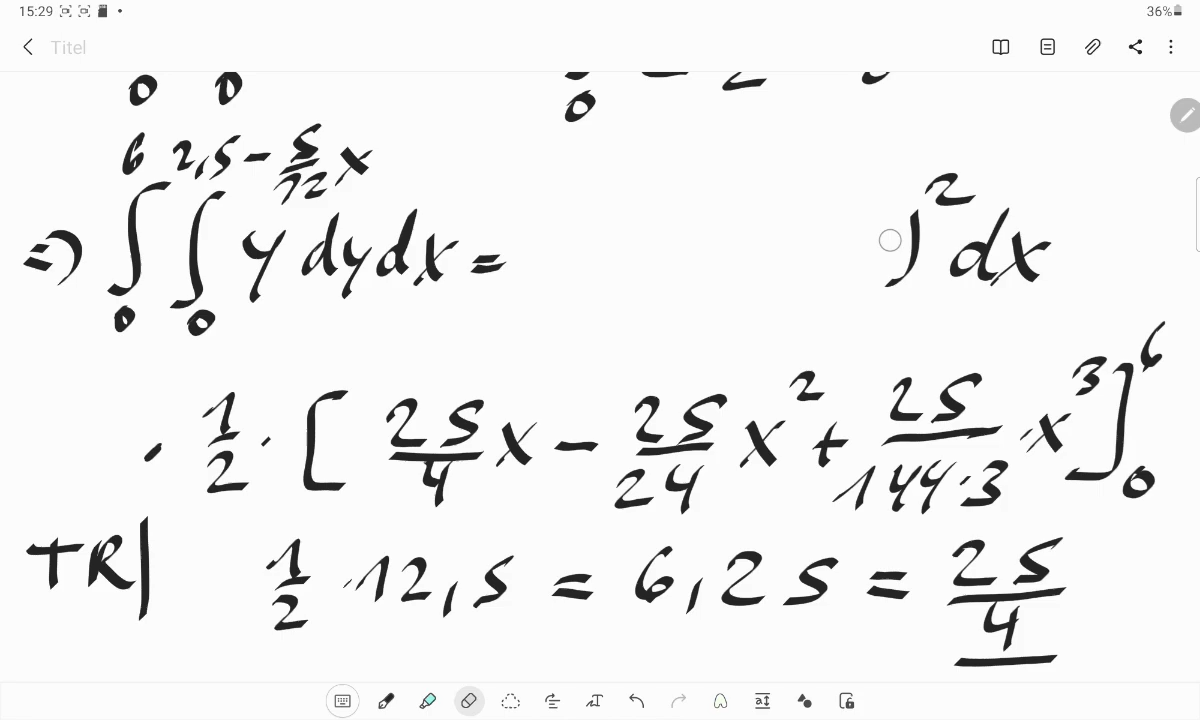 15:29 36%
Titel
0 0 0
6 2,5 - 5/12 x
=> ∫ ∫ y dy dx = )² dx
0 0
· 1/2 · [ 25/4 x - 25/24 x² + 25/(144·3) · x³ ]⁶₀
TR| 1/2 · 12,5 = 6,25 = 25/4